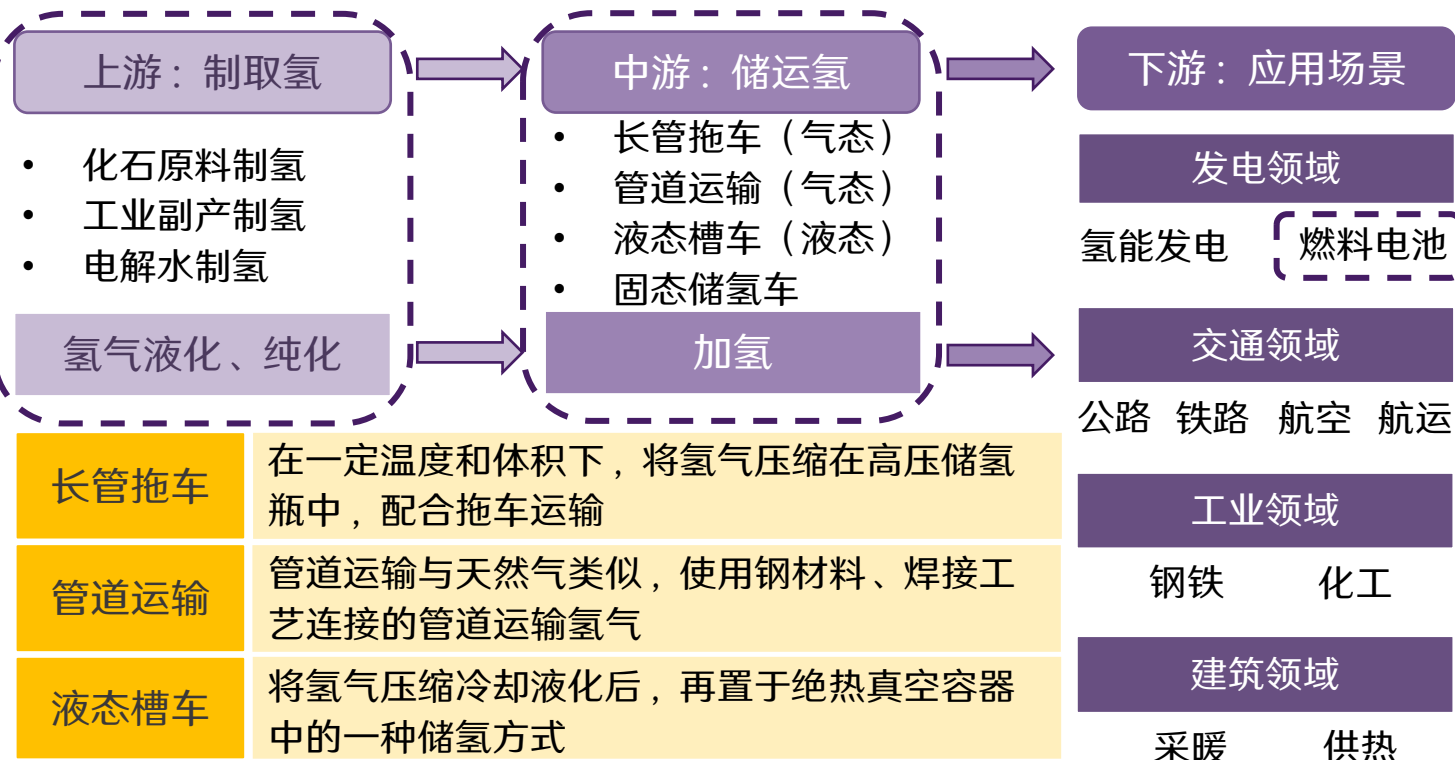 上游：制取氢
• 化石原料制氢
• 工业副产制氢
• 电解水制氢
氢气液化、纯化
中游：储运氢
• 长管拖车（气态）
• 管道运输（气态）
• 液态槽车（液态）
• 固态储氢车
加氢
下游：应用场景
发电领域
氢能发电 燃料电池
交通领域
公路 铁路 航空 航运
工业领域
钢铁 化工
建筑领域
采暖 供热
长管拖车
在一定温度和体积下，将氢气压缩在高压储氢
瓶中，配合拖车运输
管道运输
管道运输与天然气类似，使用钢材料、焊接工
艺连接的管道运输氢气
液态槽车
将氢气压缩冷却液化后，再置于绝热真空容器
中的一种储氢方式